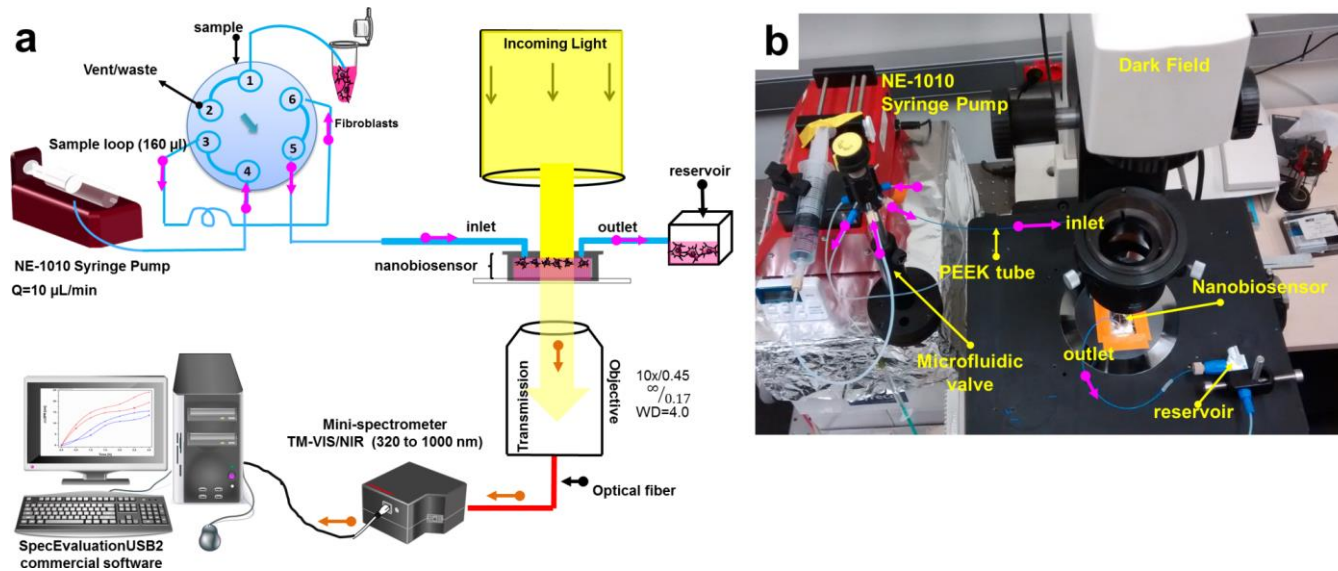 a
sample
Vent/waste
1
2
3
4
5
6
Fibroblasts
Sample loop (160 µl)
NE-1010 Syringe Pump
Q=10 µL/min
Incoming Light
inlet
outlet
reservoir
nanobiosensor
Transmission
Objective
10x/0.45
∞/0.17
WD=4.0
Optical fiber
Mini-spectrometer
TM-VIS/NIR (320 to 1000 nm)
SpecEvaluationUSB2
commercial software
b
NE-1010
Syringe Pump
Dark Field
inlet
PEEK tube
Nanobiosensor
outlet
Microfluidic
valve
reservoir